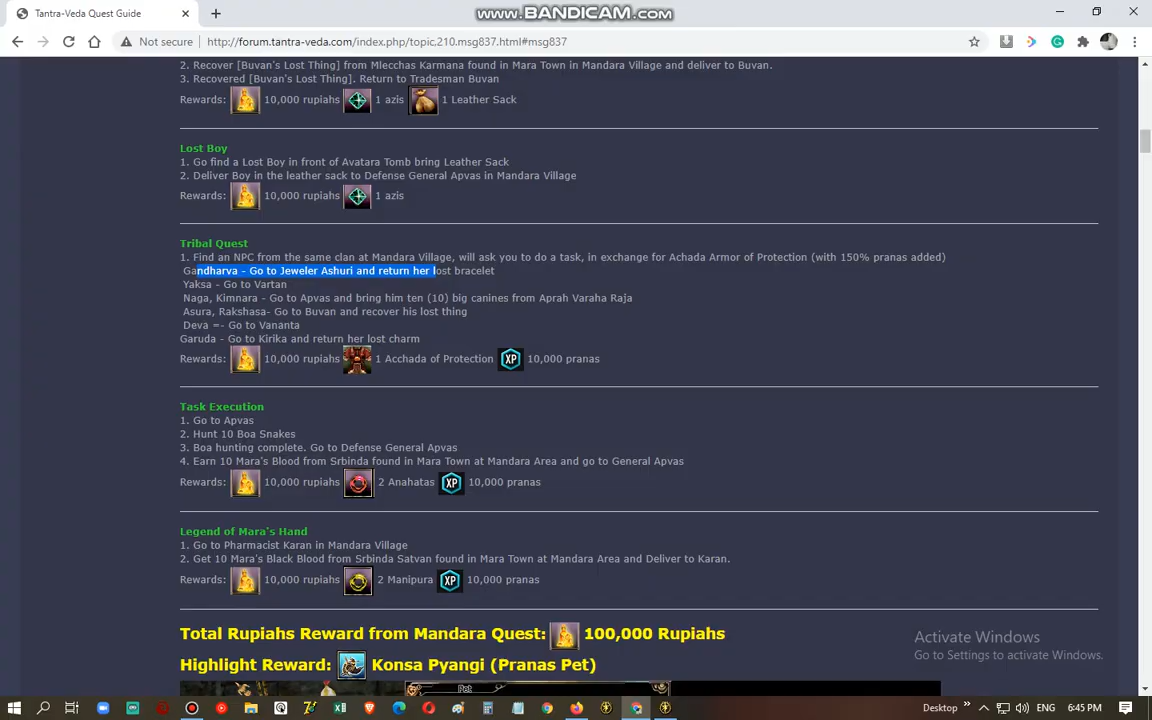 Tantra-Veda Quest Guide
www.BANDICAM.com
Not secure
http://forum.tantra-veda.com/index.php/topic,210.msg837.html#msg837
2. Recover [Buvan's Lost Thing] from Mlecchas Karmana found in Mara Town in Mandara Village and deliver to Buvan.
3. Recovered [Buvan's Lost Thing]. Return to Tradesman Buvan
Rewards: 10,000 rupiahs 1 azis 1 Leather Sack
Lost Boy
1. Go find a Lost Boy in front of Avatara Tomb bring Leather Sack
2. Deliver Boy in the leather sack to Defense General Apvas in Mandara Village
Rewards: 10,000 rupiahs 1 azis
Tribal Quest
1. Find an NPC from the same clan at Mandara Village, will ask you to do a task, in exchange for Achada Armor of Protection (with 150% pranas added)
Gandharva - Go to Jeweler Ashuri and return her lost bracelet
Yaksa - Go to Vartan
Naga, Kimnara - Go to Apvas and bring him ten (10) big canines from Aprah Varaha Raja
Asura, Rakshasa- Go to Buvan and recover his lost thing
Deva =- Go to Vananta
Garuda - Go to Kirika and return her lost charm
Rewards: 10,000 rupiahs 1 Acchada of Protection XP 10,000 pranas
Task Execution
1. Go to Apvas
2. Hunt 10 Boa Snakes
3. Boa hunting complete. Go to Defense General Apvas
4. Earn 10 Mara's Blood from Srbinda found in Mara Town at Mandara Area and go to General Apvas
Rewards: 10,000 rupiahs 2 Anahatas XP 10,000 pranas
Legend of Mara's Hand
1. Go to Pharmacist Karan in Mandara Village
2. Get 10 Mara's Black Blood from Srbinda Satvan found in Mara Town at Mandara Area and Deliver to Karan.
Rewards: 10,000 rupiahs 2 Manipura XP 10,000 pranas
Total Rupiahs Reward from Mandara Quest: 100,000 Rupiahs
Highlight Reward: Konsa Pyangi (Pranas Pet)
Pet
Activate Windows
Go to Settings to activate Windows.
Desktop
ENG
6:45 PM